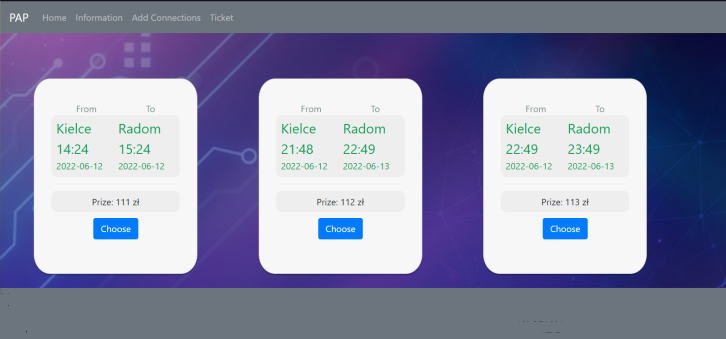 PAP Home Information Add Connections Ticket
From To
Kielce Radom
14:24 15:24
2022-06-12 2022-06-12
Prize: 111 zł
Choose
From To
Kielce Radom
21:48 22:49
2022-06-12 2022-06-13
Prize: 112 zł
Choose
From To
Kielce Radom
22:49 23:49
2022-06-12 2022-06-13
Prize: 113 zł
Choose